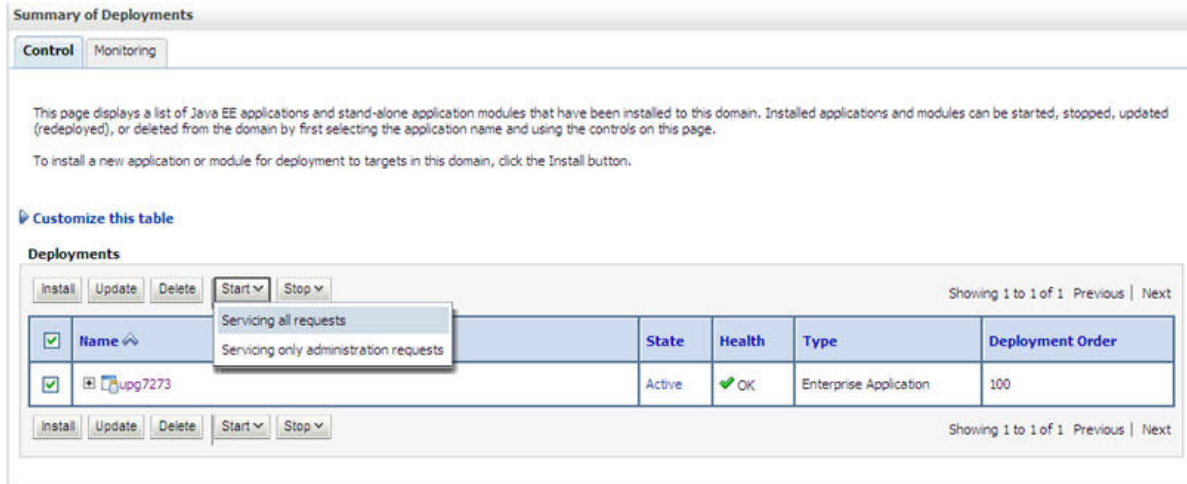 Summary of Deployments
Control Monitoring
This page displays a list of Java EE applications and stand-alone application modules that have been installed to this domain. Installed applications and modules can be started, stopped, updated
(redeployed), or deleted from the domain by first selecting the application name and using the controls on this page.
To install a new application or module for deployment to targets in this domain, click the Install button.
Customize this table
Deployments
Install Update Delete Start Stop Showing 1 to 1 of 1 Previous | Next
Servicing all requests
Servicing only administration requests
Name State Health Type Deployment Order
upg7273 Active OK Enterprise Application 100
Install Update Delete Start Stop Showing 1 to 1 of 1 Previous | Next